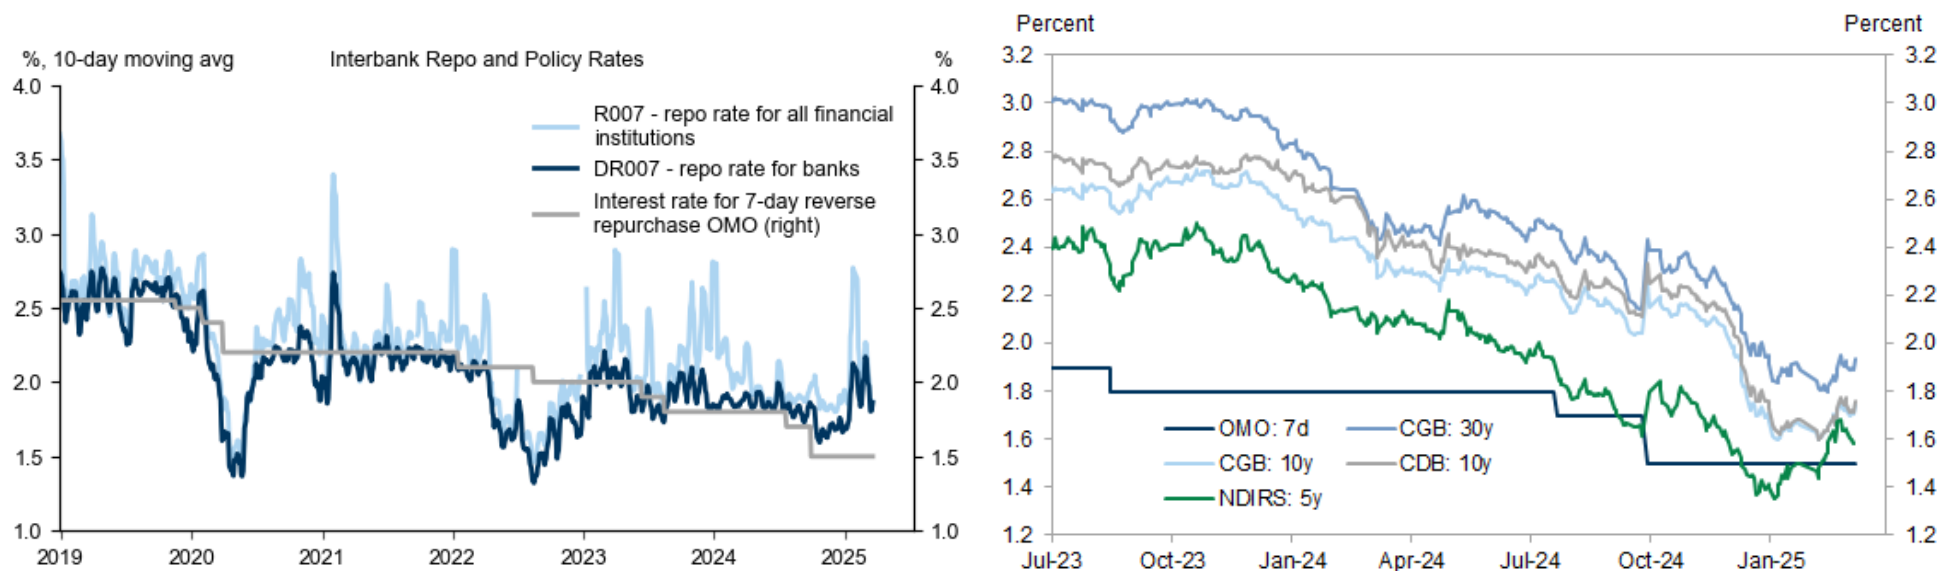 %, 10-day moving avg
Interbank Repo and Policy Rates
%
4.0
3.5
3.0
2.5
2.0
1.5
1.0
R007 - repo rate for all financial
institutions
DR007 - repo rate for banks
Interest rate for 7-day reverse
repurchase OMO (right)
4.0
3.5
3.0
2.5
2.0
1.5
1.0
2019
2020
2021
2022
2023
2024
2025
Percent
Percent
3.2
3.0
2.8
2.6
2.4
2.2
2.0
1.8
1.6
1.4
1.2
OMO: 7d
CGB: 30y
CGB: 10y
CDB: 10y
NDIRS: 5y
3.2
3.0
2.8
2.6
2.4
2.2
2.0
1.8
1.6
1.4
1.2
Jul-23
Oct-23
Jan-24
Apr-24
Jul-24
Oct-24
Jan-25